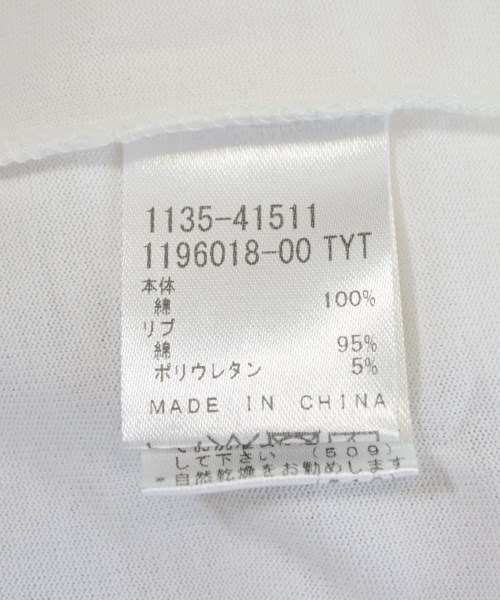 1135-41511
1196018-00 TYT
本体
綿 100%
リブ
綿 95%
ポリウレタン 5%
MADE IN CHINA
して下さい (509)
*自然乾燥をお勧めします